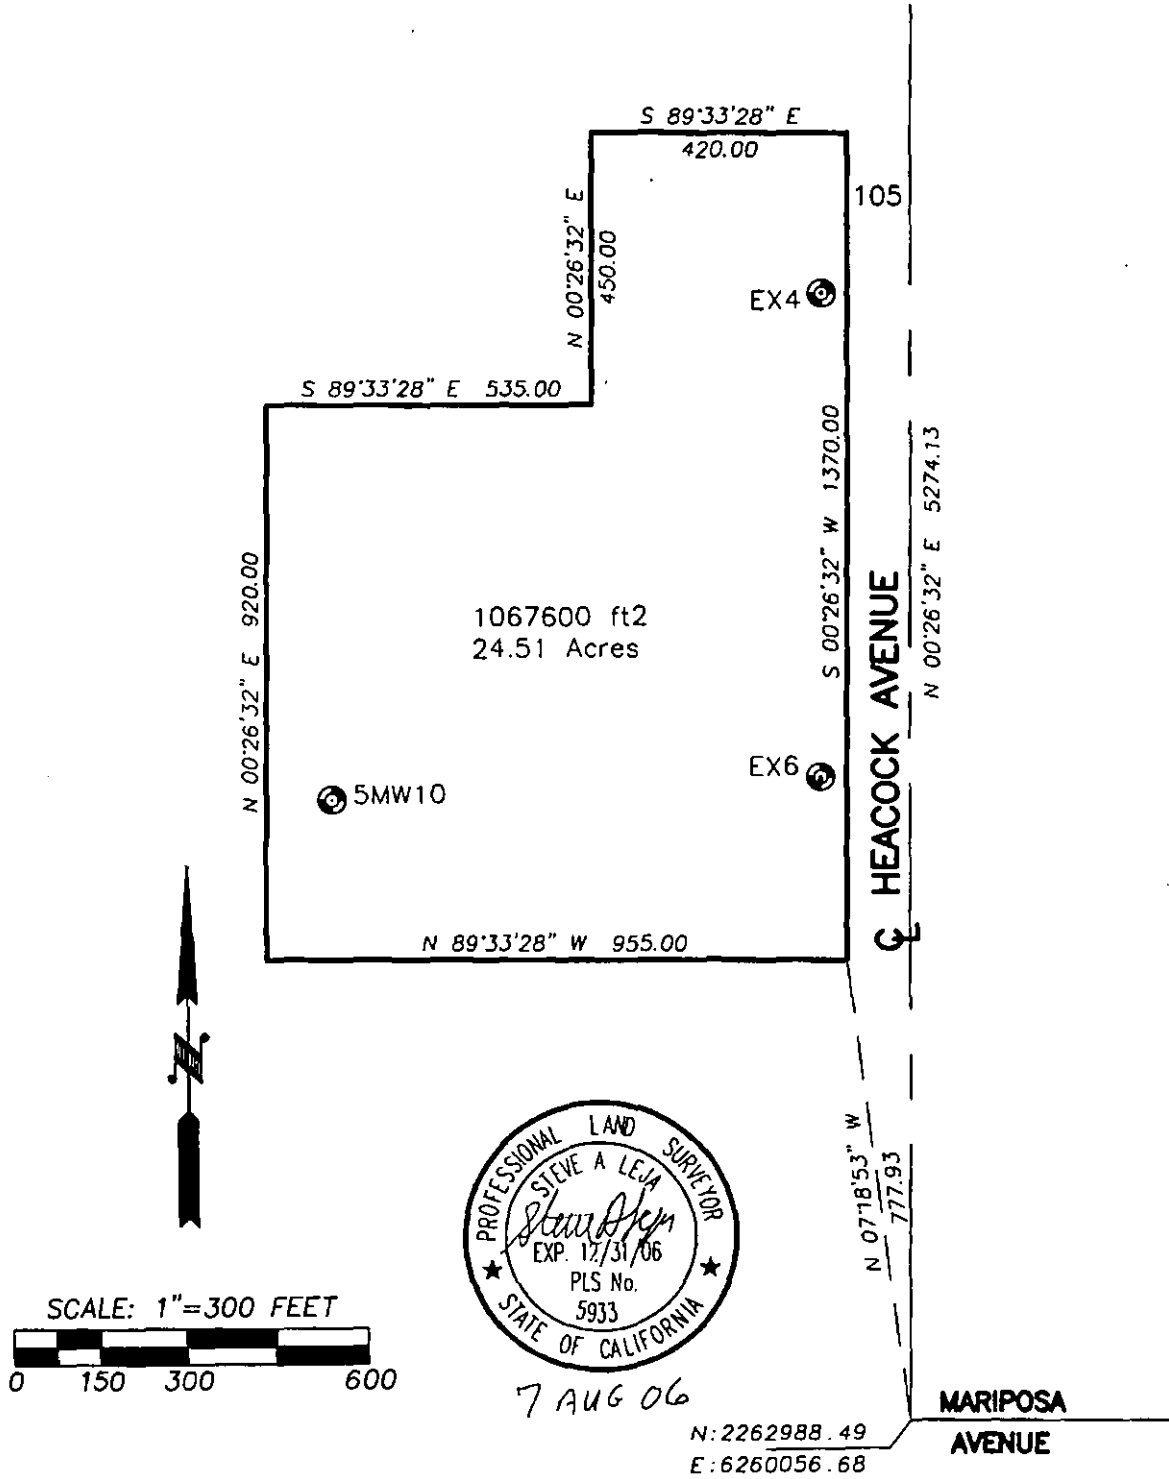 S 89°33'28" E
420.00
105
N 00°26'32" E
450.00
EX4
S 89°33'28" E 535.00
S 00°26'32" W 1370.00
N 00°26'32" E 5274.13
N 00°26'32" E 920.00
1067600 ft2
24.51 Acres
HEACOCK AVENUE
EX6
5MW10
℄
N 89°33'28" W 955.00
N 07°18'53" W
777.93
PROFESSIONAL LAND SURVEYOR
STEVE A LEJA
EXP. 12/31/06
PLS No.
5933
STATE OF CALIFORNIA
SCALE: 1"=300 FEET
0 150 300 600
7 AUG 06
MARIPOSA
AVENUE
N:2262988.49
E:6260056.68